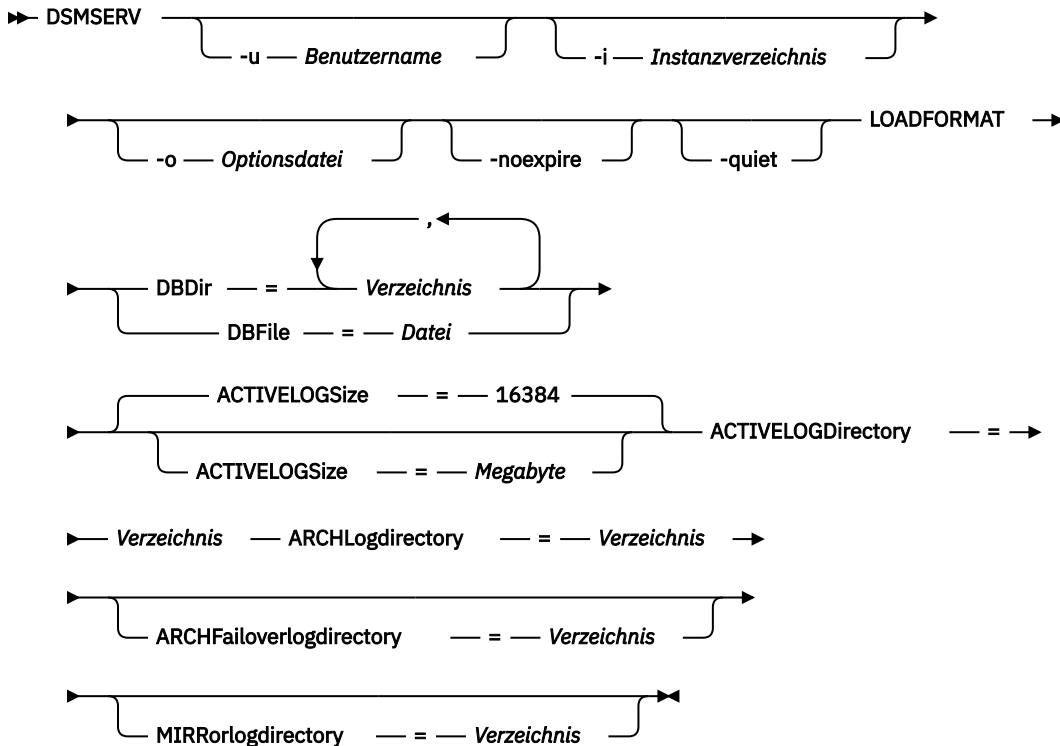 DSMSERV
-u Benutzername -i Instanzverzeichnis
LOADFORMAT
-o Optionsdatei -noexpire -quiet
,
DBDir = Verzeichnis
DBFile = Datei
ACTIVELOGSize = 16384
ACTIVELOGDirectory =
ACTIVELOGSize = Megabyte
Verzeichnis ARCHLogdirectory = Verzeichnis
ARCHFailoverlogdirectory = Verzeichnis
MIRRorlogdirectory = Verzeichnis